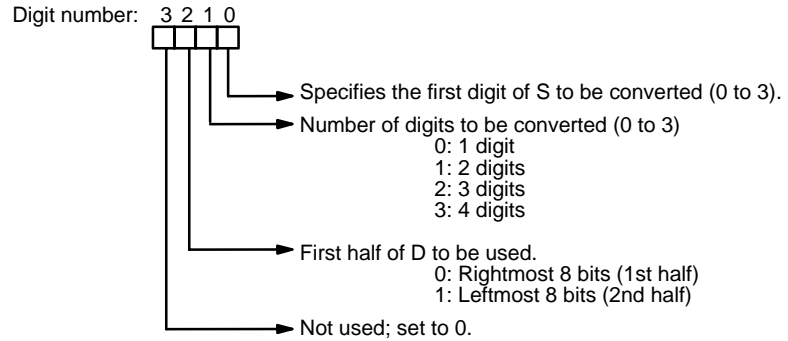 Digit number: 3 2 1 0
Specifies the first digit of S to be converted (0 to 3).
Number of digits to be converted (0 to 3)
0: 1 digit
1: 2 digits
2: 3 digits
3: 4 digits
First half of D to be used.
0: Rightmost 8 bits (1st half)
1: Leftmost 8 bits (2nd half)
Not used; set to 0.